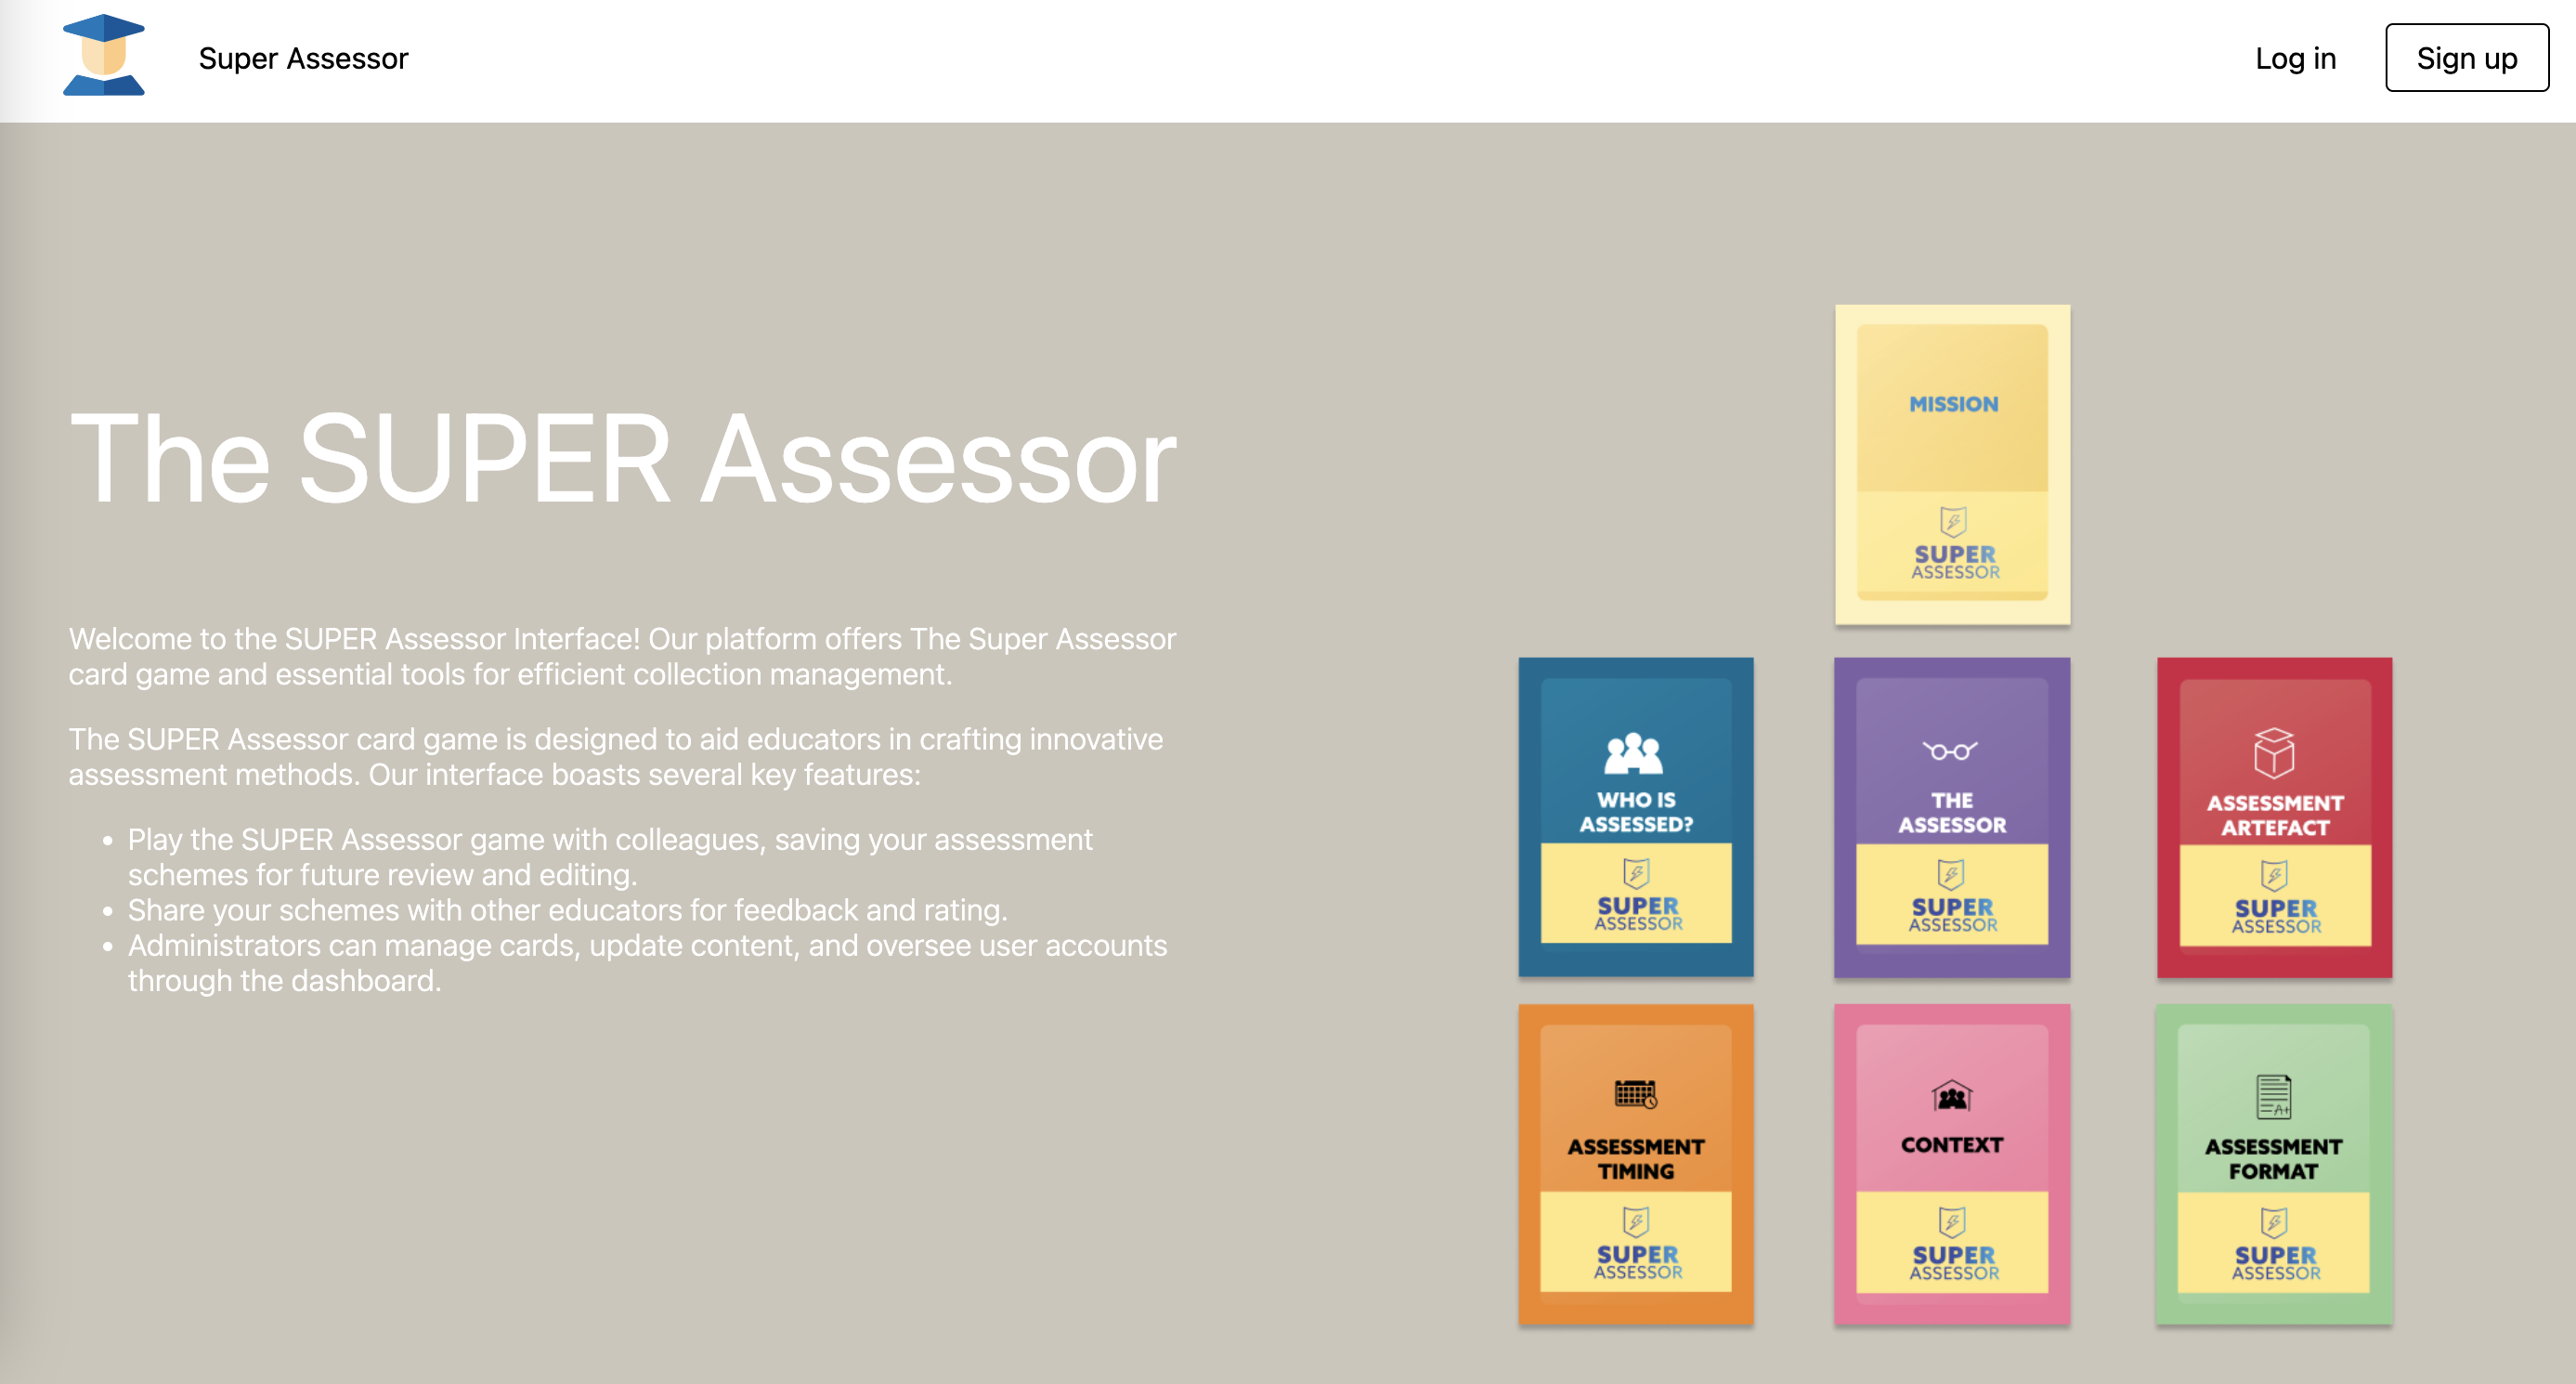 Super Assessor
Log in
Sign up
The SUPER Assessor
Welcome to the SUPER Assessor Interface! Our platform offers The Super Assessor
card game and essential tools for efficient collection management.
The SUPER Assessor card game is designed to aid educators in crafting innovative
assessment methods. Our interface boasts several key features:
• Play the SUPER Assessor game with colleagues, saving your assessment
schemes for future review and editing.
• Share your schemes with other educators for feedback and rating.
• Administrators can manage cards, update content, and oversee user accounts
through the dashboard.
MISSION
SUPER
ASSESSOR
WHO IS
ASSESSED?
SUPER
ASSESSOR
THE
ASSESSOR
SUPER
ASSESSOR
ASSESSMENT
ARTEFACT
SUPER
ASSESSOR
ASSESSMENT
TIMING
SUPER
ASSESSOR
CONTEXT
SUPER
ASSESSOR
A+
ASSESSMENT
FORMAT
SUPER
ASSESSOR